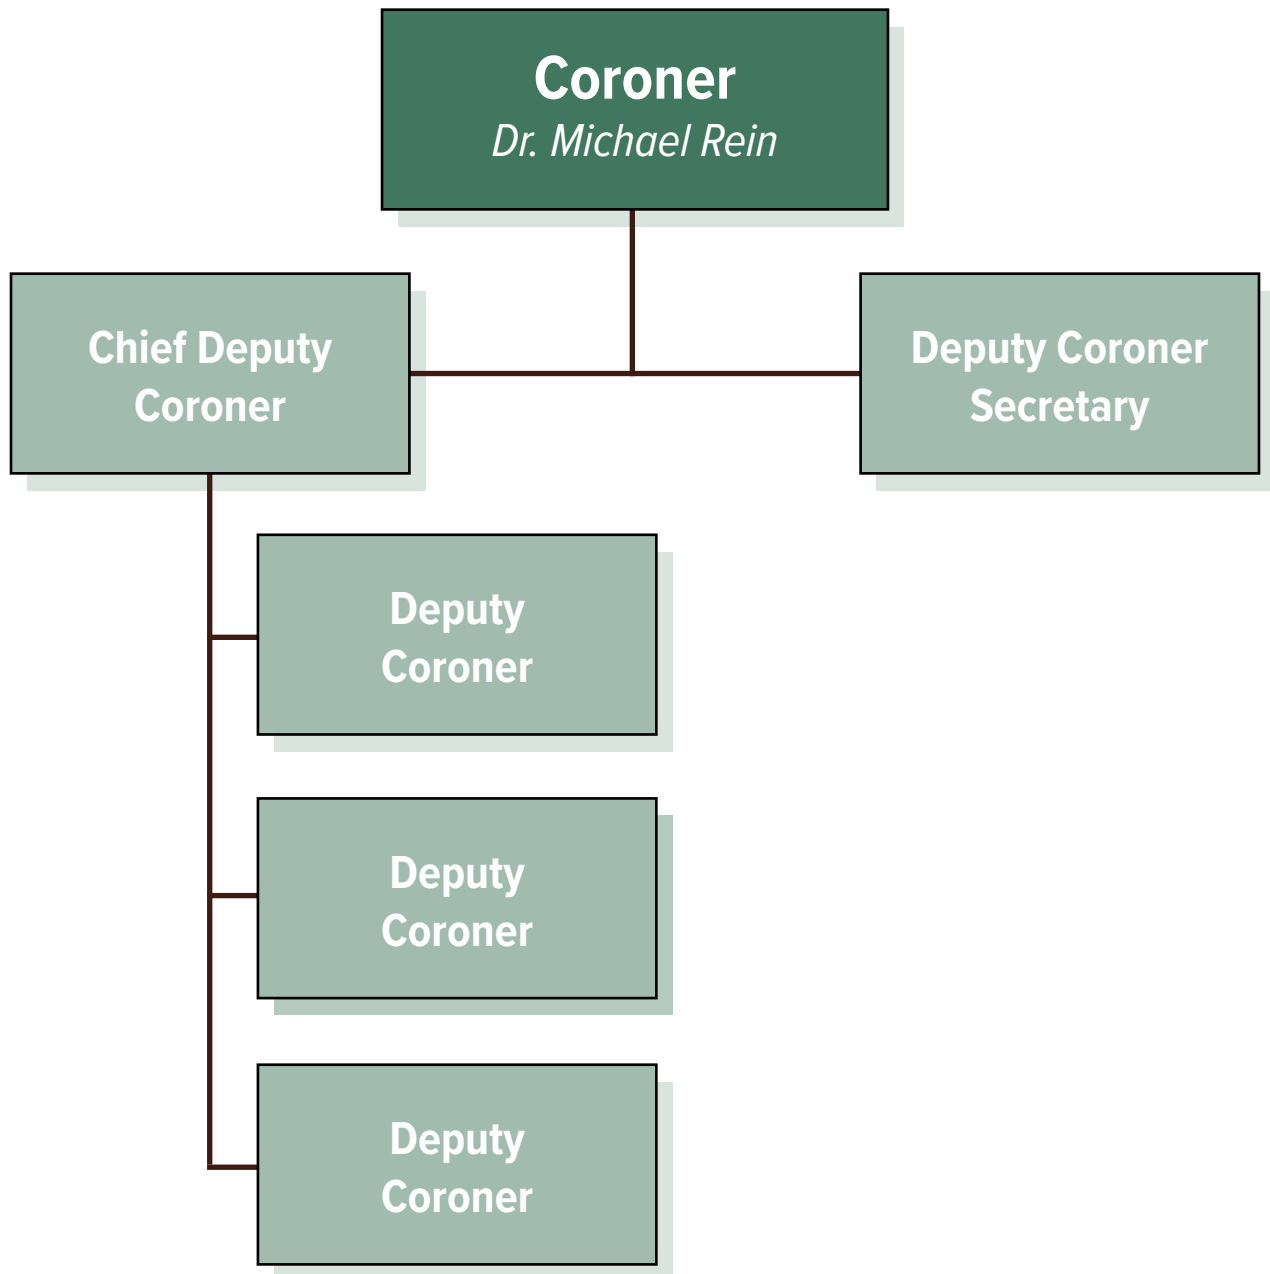 Coroner
Dr. Michael Rein
Chief Deputy
Coroner
Deputy Coroner
Secretary
Deputy
Coroner
Deputy
Coroner
Deputy
Coroner